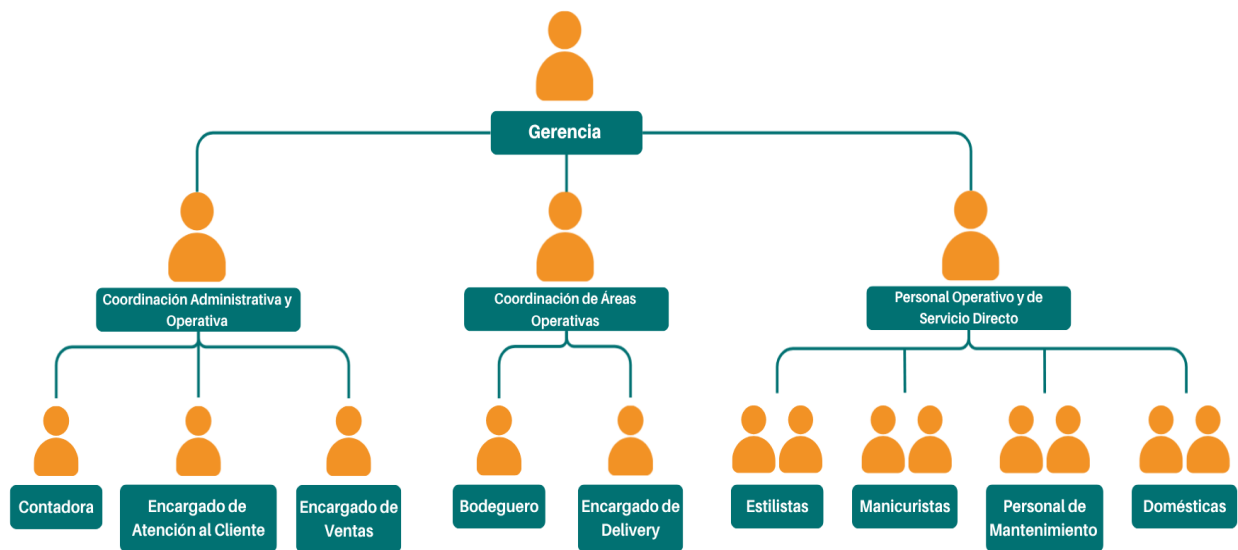 Gerencia
Coordinación Administrativa y
Operativa
Coordinación de Áreas
Operativas
Personal Operativo y de
Servicio Directo
Contadora
Encargado de
Atención al Cliente
Encargado de
Ventas
Bodeguero
Encargado de
Delivery
Estilistas
Manicuristas
Personal de
Mantenimiento
Domésticas